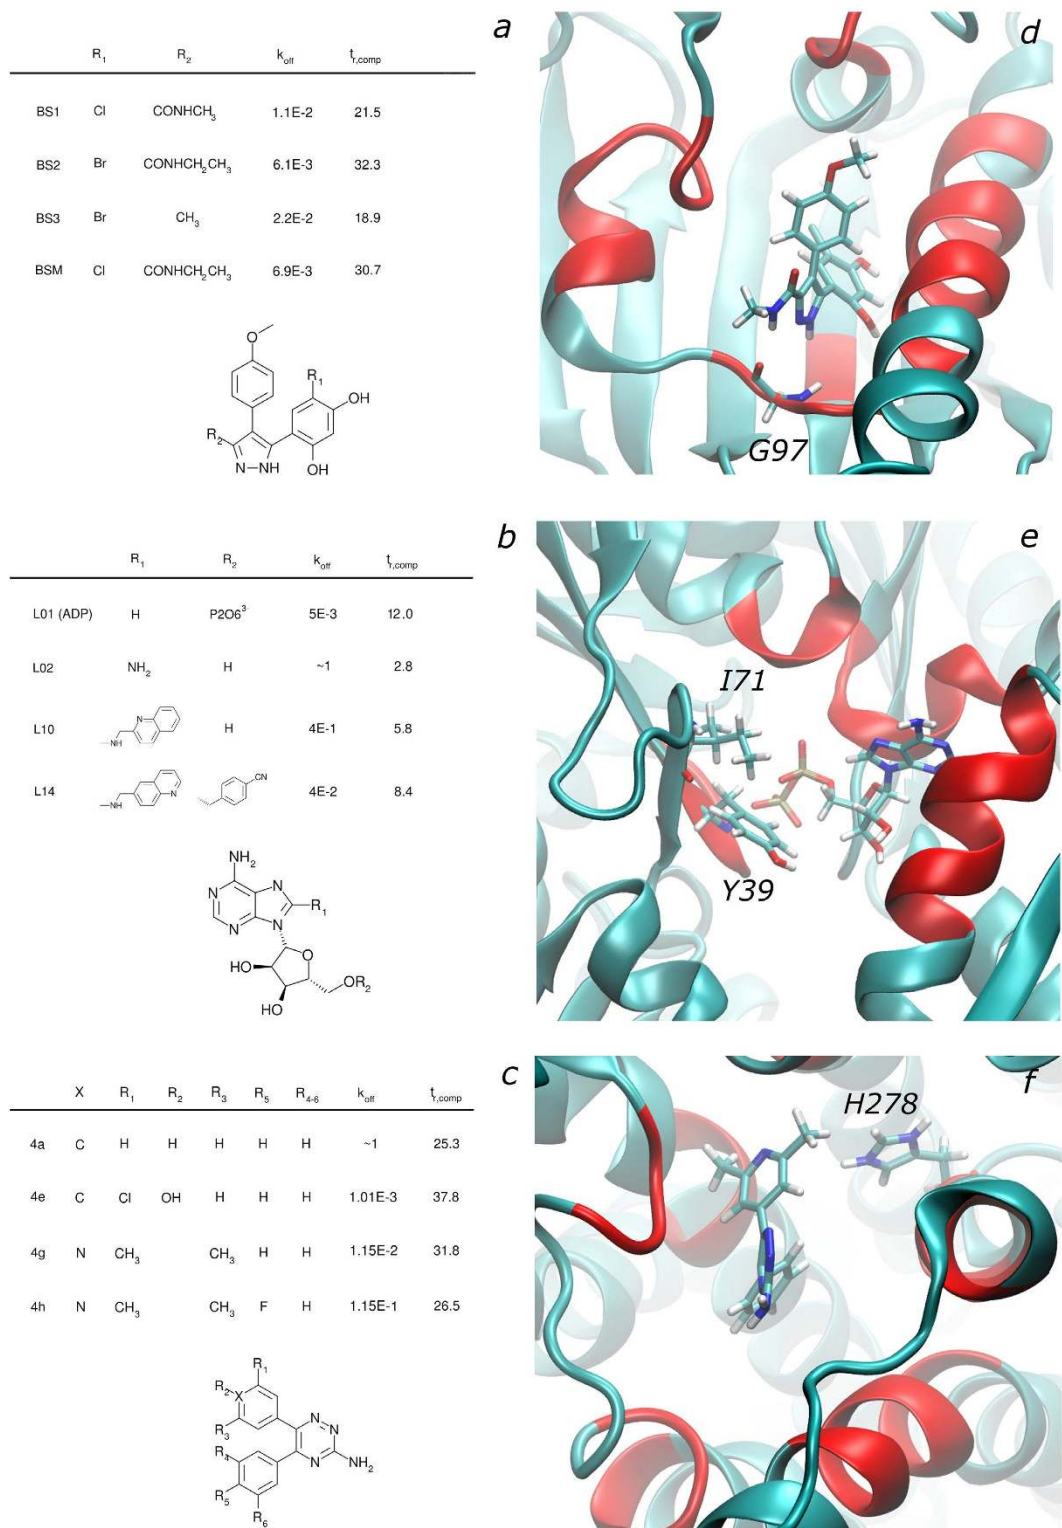 a
R1 R2 koff tr,comp
BS1 Cl CONHCH3 1.1E-2 21.5
BS2 Br CONHCH2CH3 6.1E-3 32.3
BS3 Br CH3 2.2E-2 18.9
BSM Cl CONHCH2CH3 6.9E-3 30.7
O
R1
OH
R2
N NH
OH
d
G97
b
R1 R2 koff tr,comp
L01 (ADP) H P2O6^3- 5E-3 12.0
L02 NH2 H ~1 2.8
L10 N NH H 4E-1 5.8
L14 NH N CN 4E-2 8.4
NH2
N N
R1
N N
O
HO
OR2
HO
e
I71
Y39
c
X R1 R2 R3 R5 R4-6 koff tr,comp
4a C H H H H H ~1 25.3
4e C Cl OH H H H 1.01E-3 37.8
4g N CH3 CH3 H H 1.15E-2 31.8
4h N CH3 CH3 F H 1.15E-1 26.5
R1
R2 X
R3
N N
R4
N NH2
R5
R6
f
H278